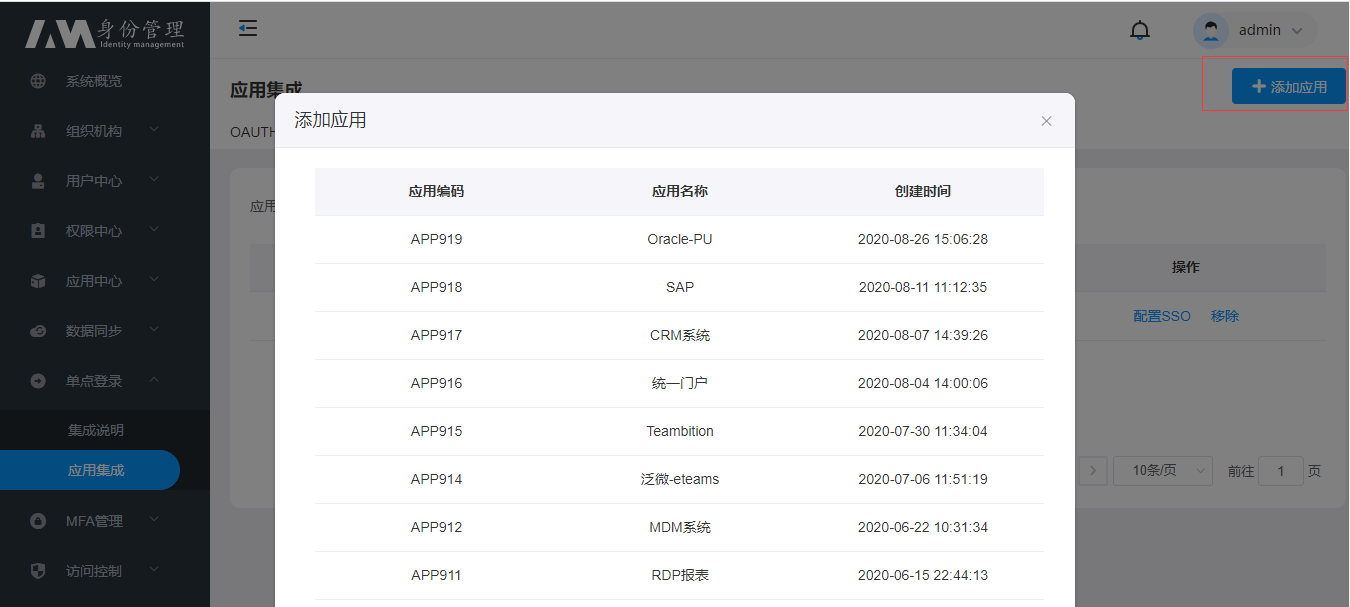 身份管理
Identity management
admin
系统概览
组织机构
用户中心
权限中心
应用中心
数据同步
单点登录
集成说明
应用集成
MFA管理
访问控制
应用集成
添加应用
OAUTH
应用
操作
配置SSO 移除
10条/页 前往 1 页
添加应用
应用编码 应用名称 创建时间
APP919 Oracle-PU 2020-08-26 15:06:28
APP918 SAP 2020-08-11 11:12:35
APP917 CRM系统 2020-08-07 14:39:26
APP916 统一门户 2020-08-04 14:00:06
APP915 Teambition 2020-07-30 11:34:04
APP914 泛微-eteams 2020-07-06 11:51:19
APP912 MDM系统 2020-06-22 10:31:34
APP911 RDP报表 2020-06-15 22:44:13